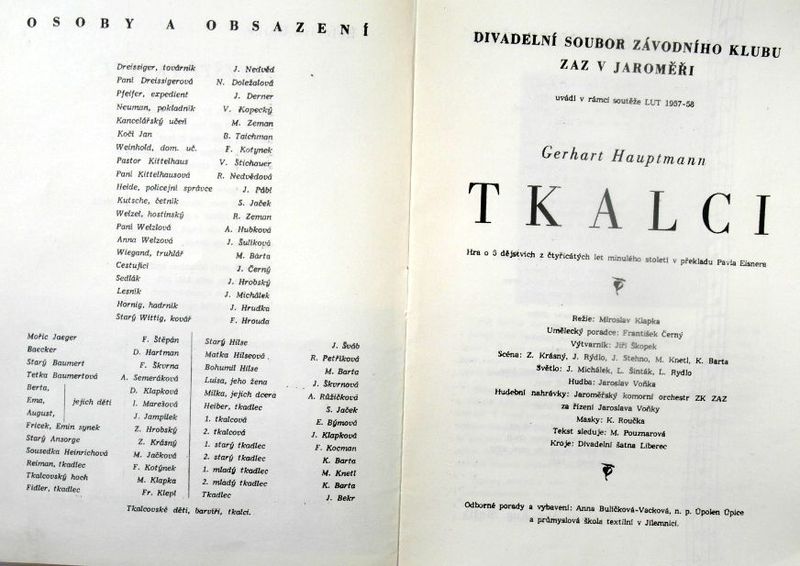 OSOBY A OBSAZENÍ
Dreissiger, továrník J. Nedvěd
Paní Dreissigerová N. Doležalová
Pfeifer, expedient J. Derner
Neuman, pokladník V. Kopecký
Kancelářský učeň M. Zeman
Kočí Jan B. Taichman
Weinhold, dom. uč. F. Kotýnek
Pastor Kittelhaus V. Stichauer
Paní Kittelhausová R. Nedvědová
Heide, policejní správce J. Pábl
Kutsche, četník S. Joček
Welzel, hostinský R. Zeman
Paní Welzlová A. Hubková
Anna Welzová J. Šulíková
Wiegand, truhlář M. Bárta
Cestující J. Černý
Sedlák J. Hrobský
Lesník J. Michálek
Hornig, hadrník J. Hrudka
Starý Wittig, kovář F. Hrouda
Mořic Jaeger F. Štěpán
Baecker D. Hartman
Starý Baumert F. Škvrna
Tetka Baumertová A. Semeráková
Berta, D. Klapková
Ema, jejich děti I. Marešová
August, J. Jampílek
Fricek, Emin synek Z. Hrobský
Starý Ansorge Z. Krásný
Sousedka Heinrichová M. Jačková
Reiman, tkadlec F. Kotýnek
Tkalcovský hoch M. Klapka
Fidler, tkadlec Fr. Klepl
Starý Hilse J. Šváb
Matka Hilseová R. Petříková
Bohumil Hilse M. Barta
Luisa, jeho žena J. Škvrnová
Milka, jejich dcera A. Růžičková
Heiber, tkadlec S. Jaček
1. tkalcová E. Býmová
2. tkalcová J. Klapková
1. starý tkadlec F. Kocman
2. starý tkadlec K. Barta
1. mladý tkadlec M. Knetl
2. mladý tkadlec K. Barta
Tkadlec J. Bekr
Tkalcovské děti, barvíři, tkalci.
DIVADELNÍ SOUBOR ZÁVODNÍHO KLUBU
ZAZ V JAROMĚŘI
uvádí v rámci soutěže LUT 1957-58
Gerhart Hauptmann
TKALCI
Hra o 5 dějstvích z čtyřicátých let minulého století v překladu Pavla Eisnera
Režie: Miroslav Klapka
Umělecký poradce: František Černý
Výtvarník: Jiří Škopek
Scéna: Z. Krásný, J. Rýdlo, J. Stehno, M. Knetl, K. Barta
Světlo: J. Michálek, L. Šinták, L. Rydlo
Hudba: Jaroslav Voňka
Hudební nahrávky: Jaroměřský komorní orchestr ZK ZAZ
za řízení Jaroslava Voňky
Masky: K. Roučka
Text sleduje: M. Poumarová
Kroje: Divadelní šatna Liberec
Odborné porady a vybavení: Anna Buličková-Vacková, n. p. Úpolen Úpice
a průmyslová škola textilní v Jilemnici.